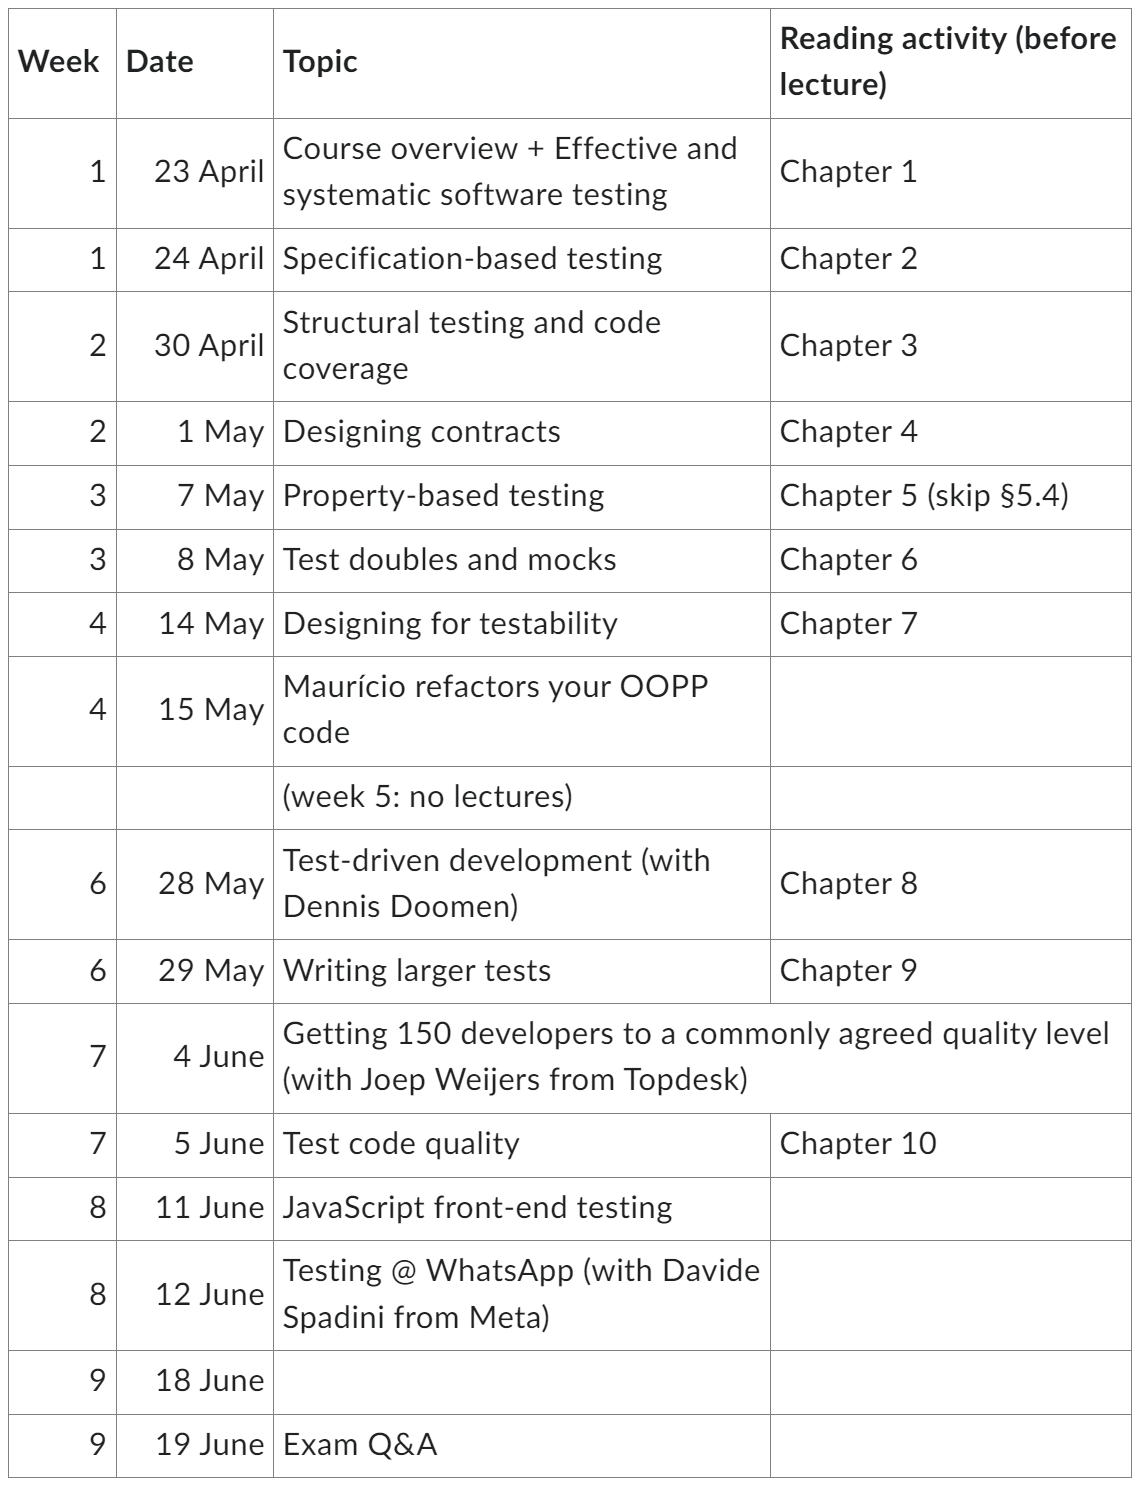 Week Date Topic Reading activity (before
lecture)
1 23 April Course overview + Effective and
systematic software testing Chapter 1
1 24 April Specification-based testing Chapter 2
2 30 April Structural testing and code
coverage Chapter 3
2 1 May Designing contracts Chapter 4
3 7 May Property-based testing Chapter 5 (skip §5.4)
3 8 May Test doubles and mocks Chapter 6
4 14 May Designing for testability Chapter 7
4 15 May Maurício refactors your OOPP
code
(week 5: no lectures)
6 28 May Test-driven development (with
Dennis Doomen) Chapter 8
6 29 May Writing larger tests Chapter 9
7 4 June Getting 150 developers to a commonly agreed quality level
(with Joep Weijers from Topdesk)
7 5 June Test code quality Chapter 10
8 11 June JavaScript front-end testing
8 12 June Testing @ WhatsApp (with Davide
Spadini from Meta)
9 18 June
9 19 June Exam Q&A